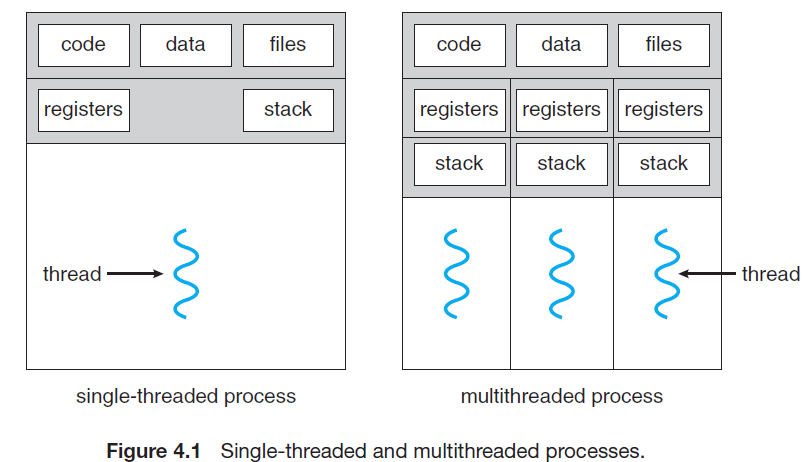 code data files
registers stack
thread
single-threaded process
code data files
registers registers registers
stack stack stack
thread
multithreaded process
Figure 4.1 Single-threaded and multithreaded processes.